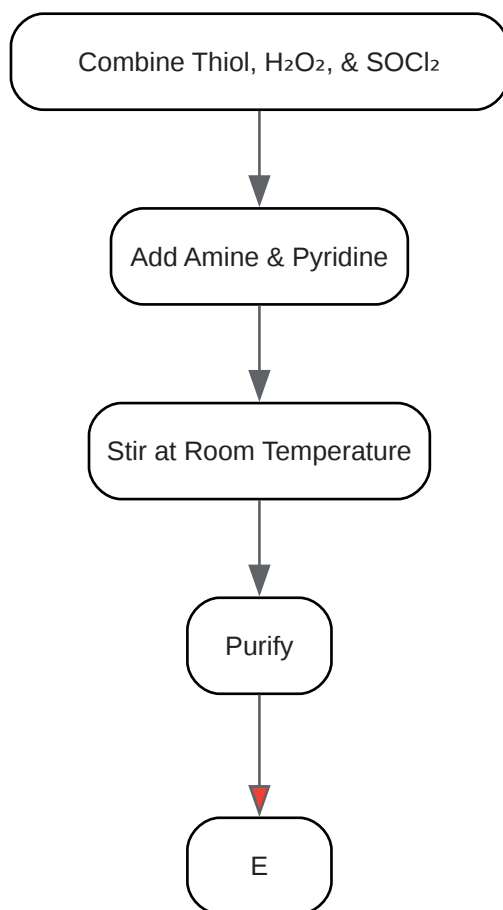 Combine Thiol, H₂O₂, & SOCl₂
Add Amine & Pyridine
Stir at Room Temperature
Purify
E